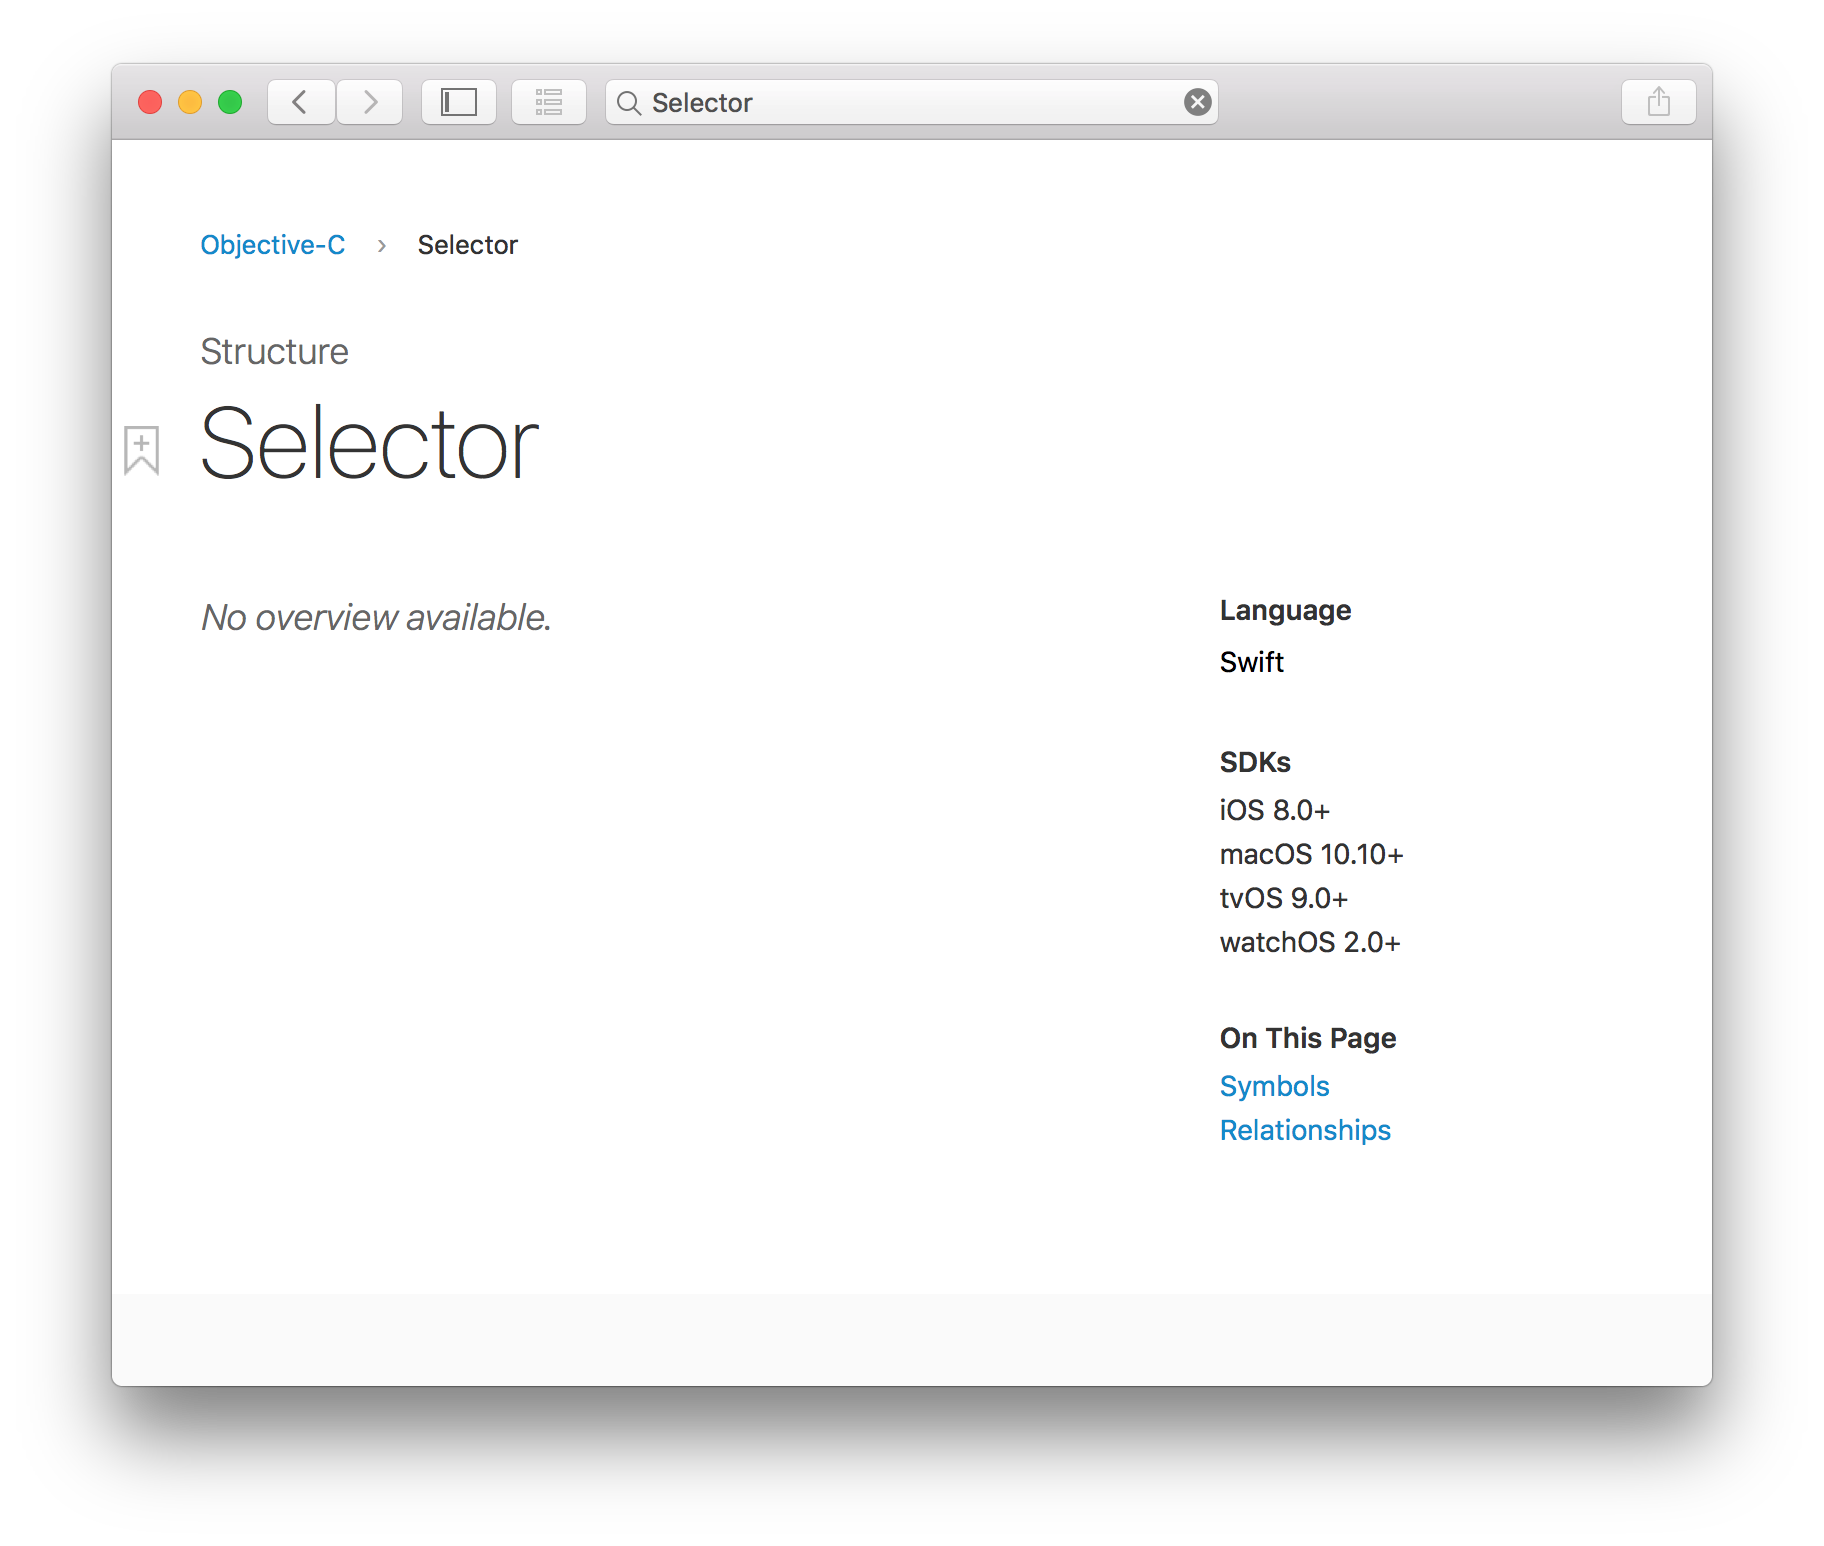 Selector
Objective-C › Selector
Structure
Selector
No overview available.
Language
Swift
SDKs
iOS 8.0+
macOS 10.10+
tvOS 9.0+
watchOS 2.0+
On This Page
Symbols
Relationships